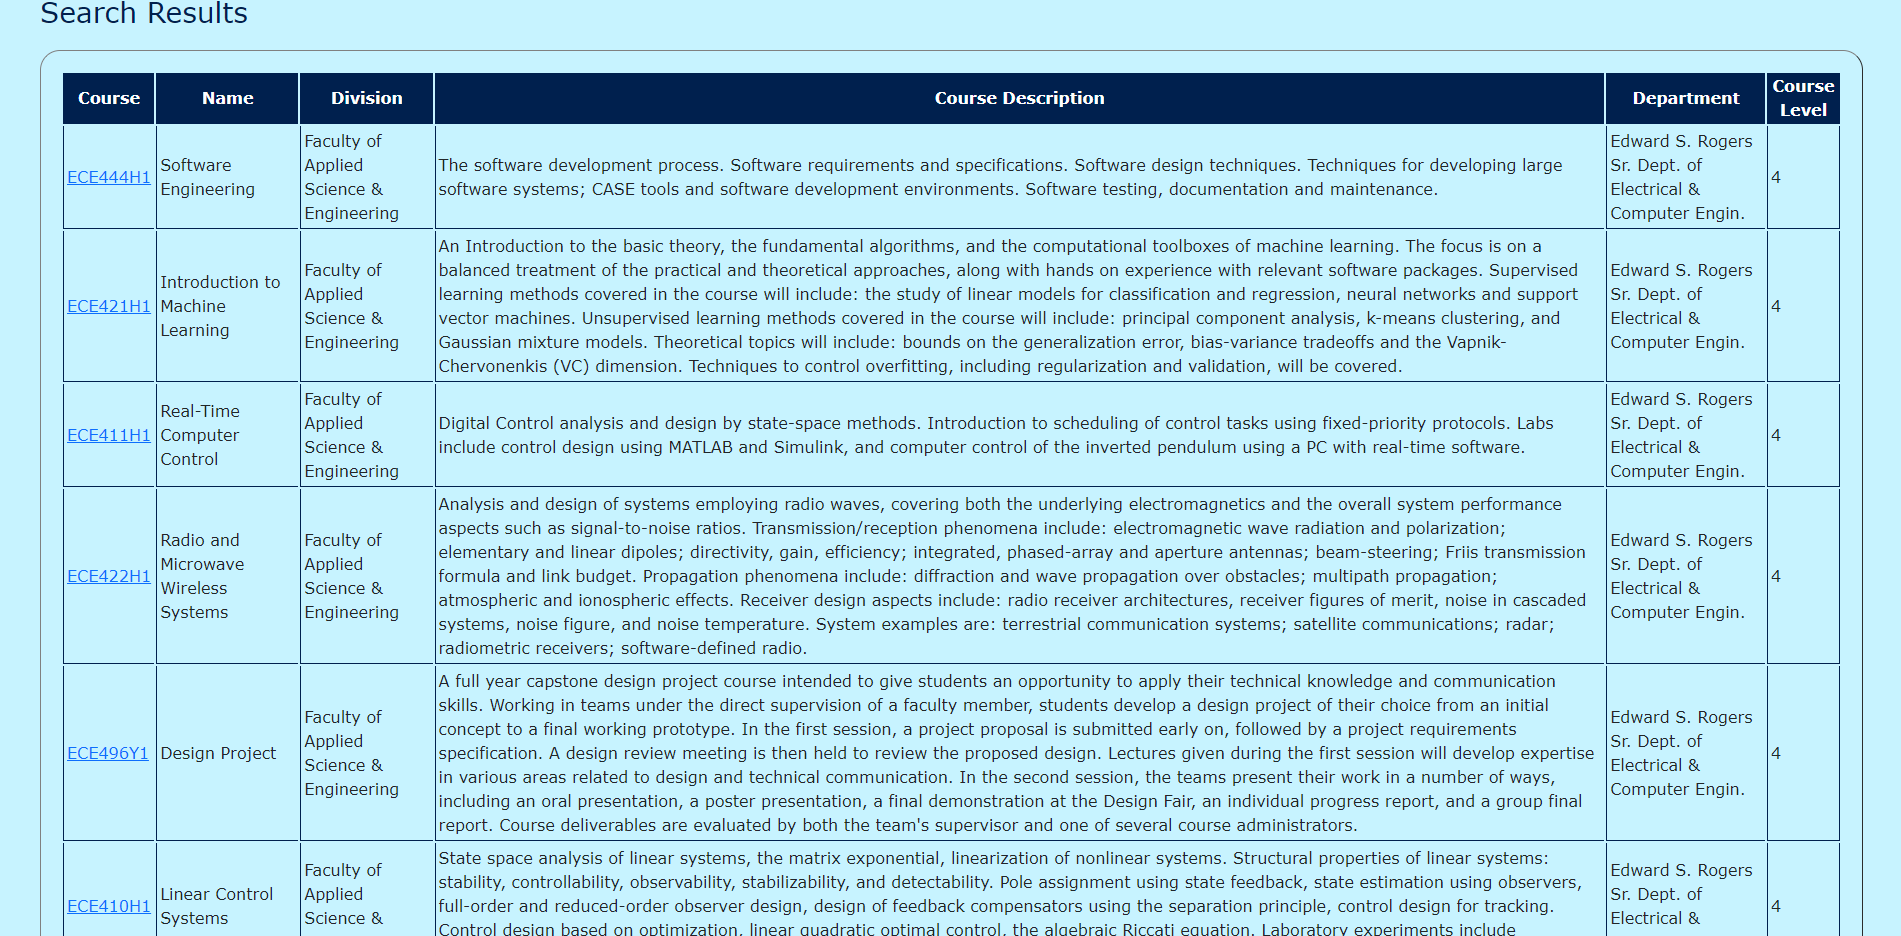 Search Results
Course
Name
Division
Course Description
Department
Course
Level
ECE444H1
Software
Engineering
Faculty of
Applied
Science &
Engineering
The software development process. Software requirements and specifications. Software design techniques. Techniques for developing large
software systems; CASE tools and software development environments. Software testing, documentation and maintenance.
Edward S. Rogers
Sr. Dept. of
Electrical &
Computer Engin.
4
ECE421H1
Introduction to
Machine
Learning
Faculty of
Applied
Science &
Engineering
An Introduction to the basic theory, the fundamental algorithms, and the computational toolboxes of machine learning. The focus is on a
balanced treatment of the practical and theoretical approaches, along with hands on experience with relevant software packages. Supervised
learning methods covered in the course will include: the study of linear models for classification and regression, neural networks and support
vector machines. Unsupervised learning methods covered in the course will include: principal component analysis, k-means clustering, and
Gaussian mixture models. Theoretical topics will include: bounds on the generalization error, bias-variance tradeoffs and the Vapnik-
Chervonenkis (VC) dimension. Techniques to control overfitting, including regularization and validation, will be covered.
Edward S. Rogers
Sr. Dept. of
Electrical &
Computer Engin.
4
ECE411H1
Real-Time
Computer
Control
Faculty of
Applied
Science &
Engineering
Digital Control analysis and design by state-space methods. Introduction to scheduling of control tasks using fixed-priority protocols. Labs
include control design using MATLAB and Simulink, and computer control of the inverted pendulum using a PC with real-time software.
Edward S. Rogers
Sr. Dept. of
Electrical &
Computer Engin.
4
ECE422H1
Radio and
Microwave
Wireless
Systems
Faculty of
Applied
Science &
Engineering
Analysis and design of systems employing radio waves, covering both the underlying electromagnetics and the overall system performance
aspects such as signal-to-noise ratios. Transmission/reception phenomena include: electromagnetic wave radiation and polarization;
elementary and linear dipoles; directivity, gain, efficiency; integrated, phased-array and aperture antennas; beam-steering; Friis transmission
formula and link budget. Propagation phenomena include: diffraction and wave propagation over obstacles; multipath propagation;
atmospheric and ionospheric effects. Receiver design aspects include: radio receiver architectures, receiver figures of merit, noise in cascaded
systems, noise figure, and noise temperature. System examples are: terrestrial communication systems; satellite communications; radar;
radiometric receivers; software-defined radio.
Edward S. Rogers
Sr. Dept. of
Electrical &
Computer Engin.
4
ECE496Y1
Design Project
Faculty of
Applied
Science &
Engineering
A full year capstone design project course intended to give students an opportunity to apply their technical knowledge and communication
skills. Working in teams under the direct supervision of a faculty member, students develop a design project of their choice from an initial
concept to a final working prototype. In the first session, a project proposal is submitted early on, followed by a project requirements
specification. A design review meeting is then held to review the proposed design. Lectures given during the first session will develop expertise
in various areas related to design and technical communication. In the second session, the teams present their work in a number of ways,
including an oral presentation, a poster presentation, a final demonstration at the Design Fair, an individual progress report, and a group final
report. Course deliverables are evaluated by both the team's supervisor and one of several course administrators.
Edward S. Rogers
Sr. Dept. of
Electrical &
Computer Engin.
4
ECE410H1
Linear Control
Systems
Faculty of
Applied
Science &
State space analysis of linear systems, the matrix exponential, linearization of nonlinear systems. Structural properties of linear systems:
stability, controllability, observability, stabilizability, and detectability. Pole assignment using state feedback, state estimation using observers,
full-order and reduced-order observer design, design of feedback compensators using the separation principle, control design for tracking.
Control design based on optimization, linear quadratic optimal control, the algebraic Riccati equation. Laboratory experiments include
Edward S. Rogers
Sr. Dept. of
Electrical &
4